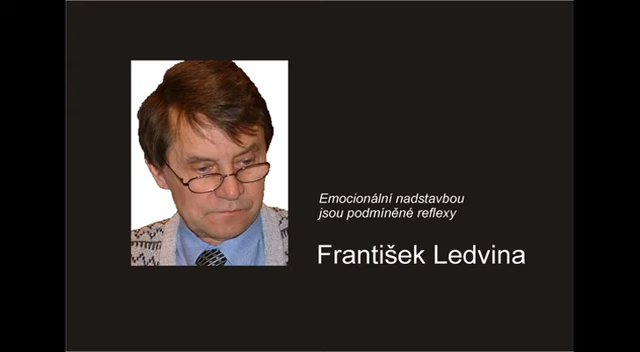 Emocionální nadstavbou
jsou podmíněné reflexy
František Ledvina